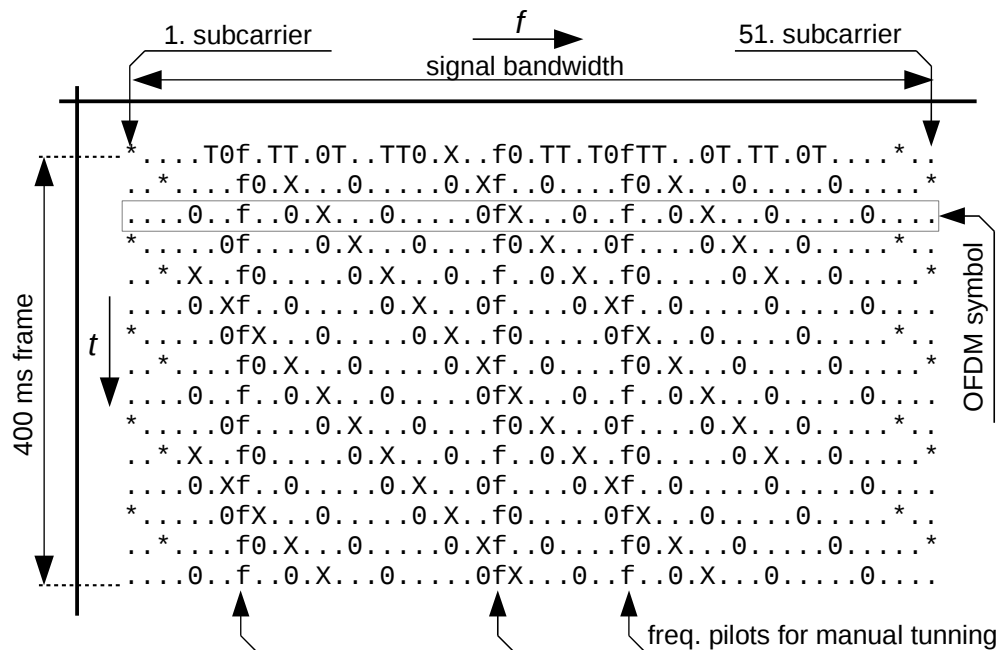 f
1. subcarrier
51. subcarrier
signal bandwidth
*....T0f.TT.0T..TT0.X..f0.TT.T0fTT..0T.TT.0T....*..
..*....f0.X...0.....0.Xf..0....f0.X...0.....0.....*
....0..f..0.X...0.....0fX...0..f..0.X...0.....0....
*.....0f....0.X...0....f0.X...0f....0.X...0.....*..
..*.X..f0.....0.X...0..f..0.X..f0.....0.X...0.....*
....0.Xf..0.....0.X...0f....0.Xf..0.....0.....0....
*.....0fX...0.....0.X..f0.....0fX...0.....0.....*..
..*....f0.X...0.....0.Xf..0....f0.X...0.....0.....*
....0..f..0.X...0.....0fX...0..f..0.X...0.....0....
*.....0f....0.X...0....f0.X...0f....0.X...0.....*..
..*.X..f0.....0.X...0..f..0.X..f0.....0.X...0.....*
....0.Xf..0.....0.X...0f....0.Xf..0.....0.....0....
*.....0fX...0.....0.X..f0.....0fX...0.....0.....*..
..*....f0.X...0.....0.Xf..0....f0.X...0.....0.....*
....0..f..0.X...0.....0fX...0..f..0.X...0.....0....
400 ms frame
t
OFDM symbol
freq. pilots for manual tunning